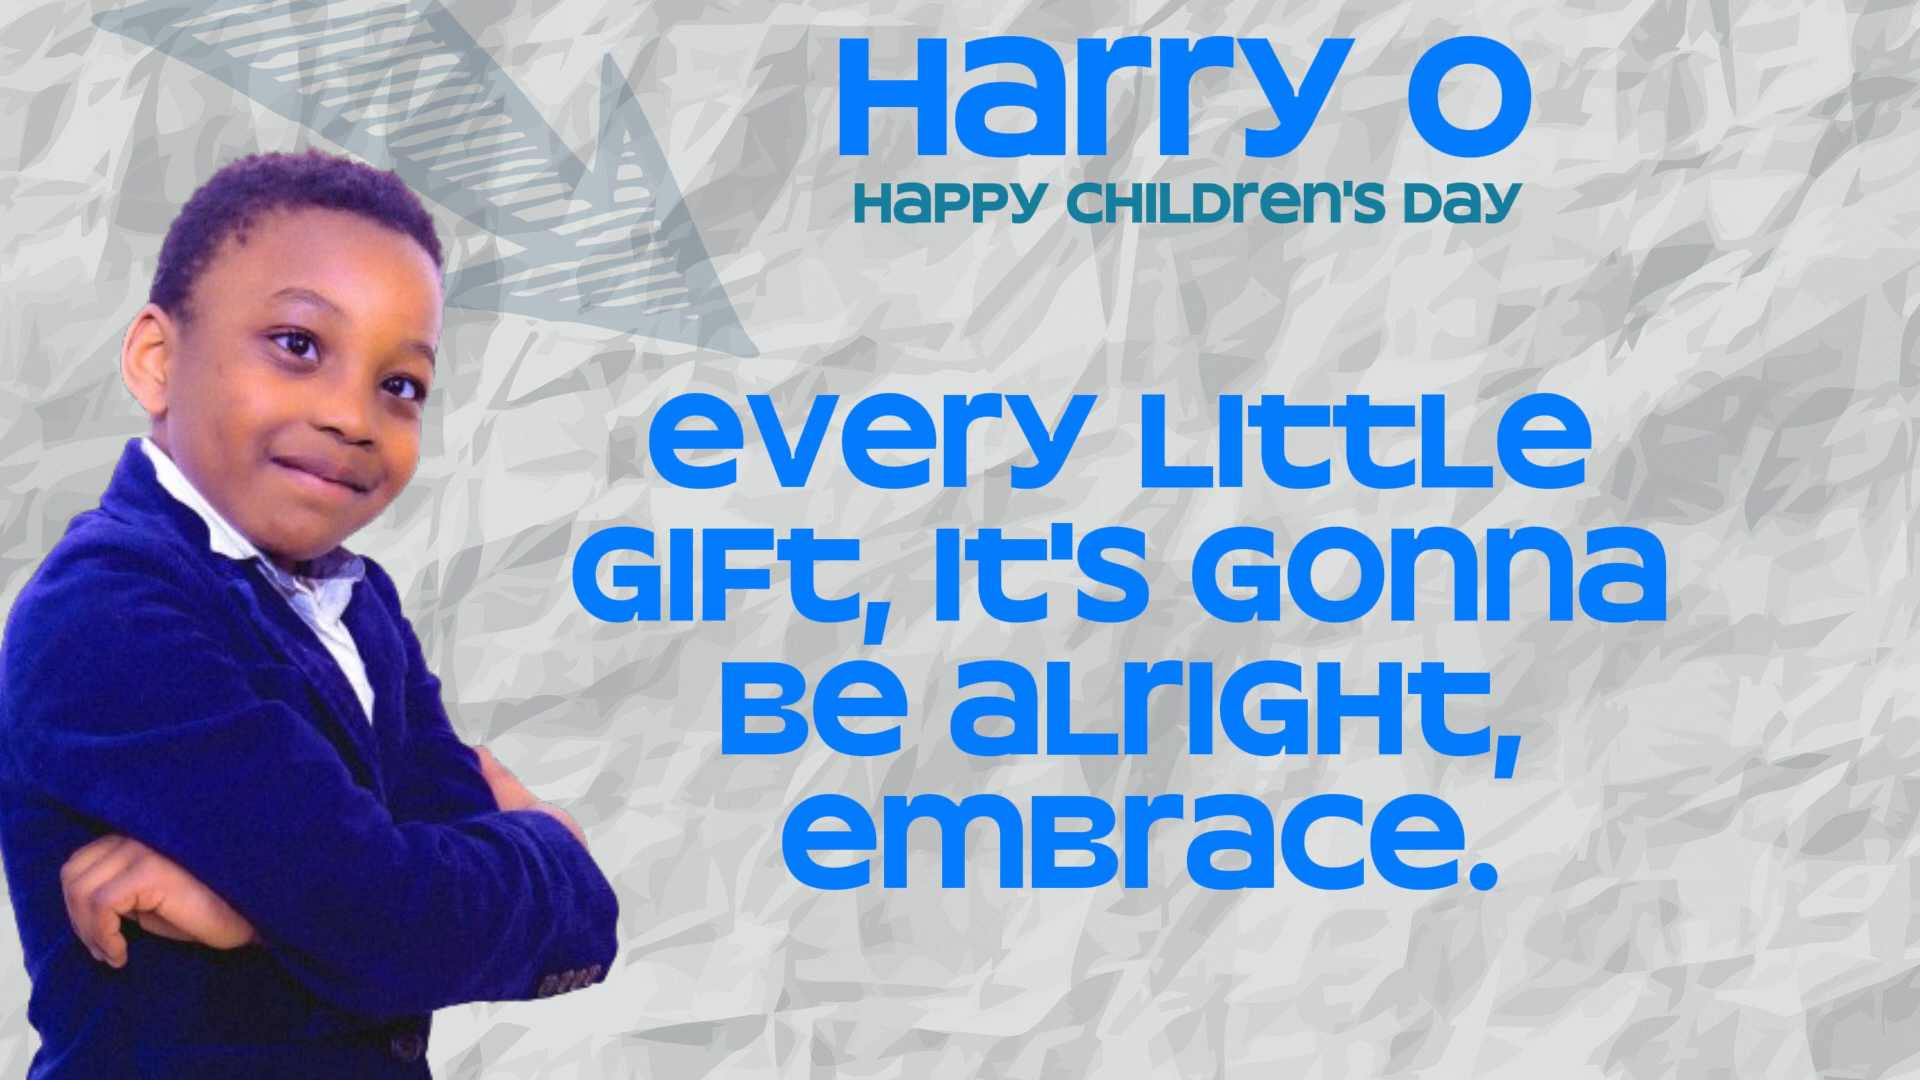 Harry O
Happy Children's Day
Every little
gift, it's gonna
be alright,
embrace.